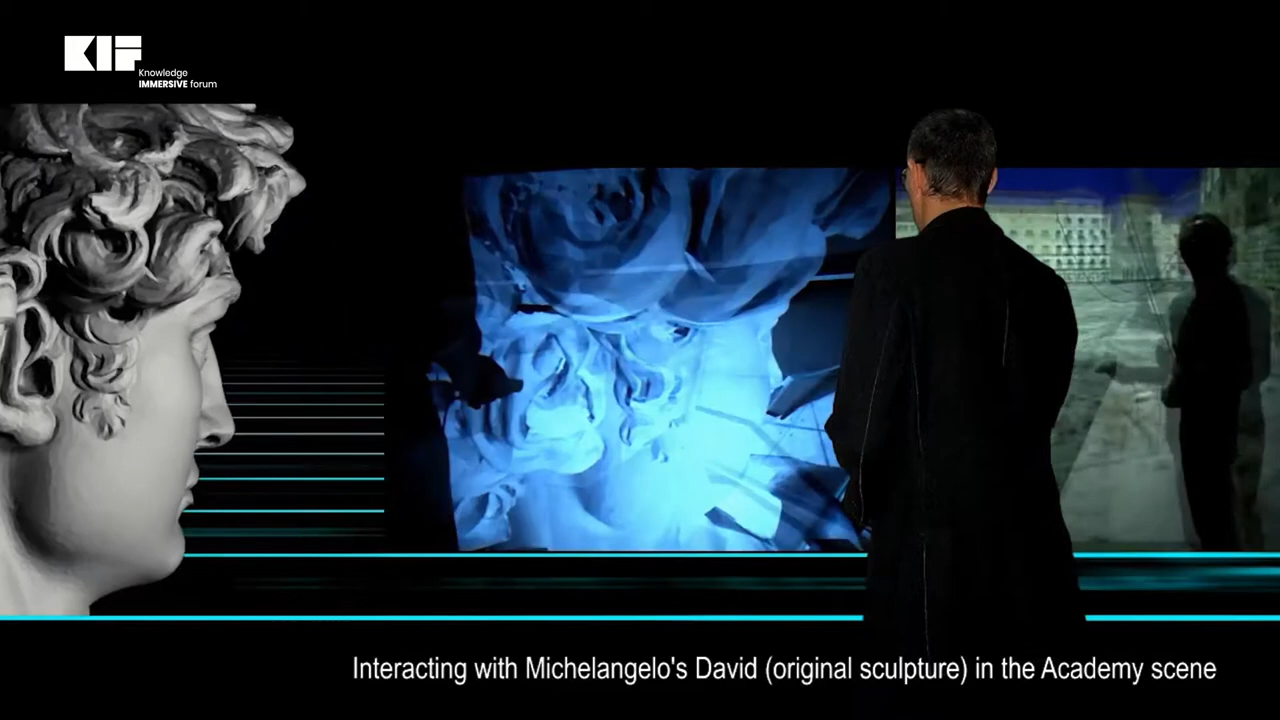 KIF
Knowledge
IMMERSIVE forum
Interacting with Michelangelo's David (original sculpture) in the Academy scene